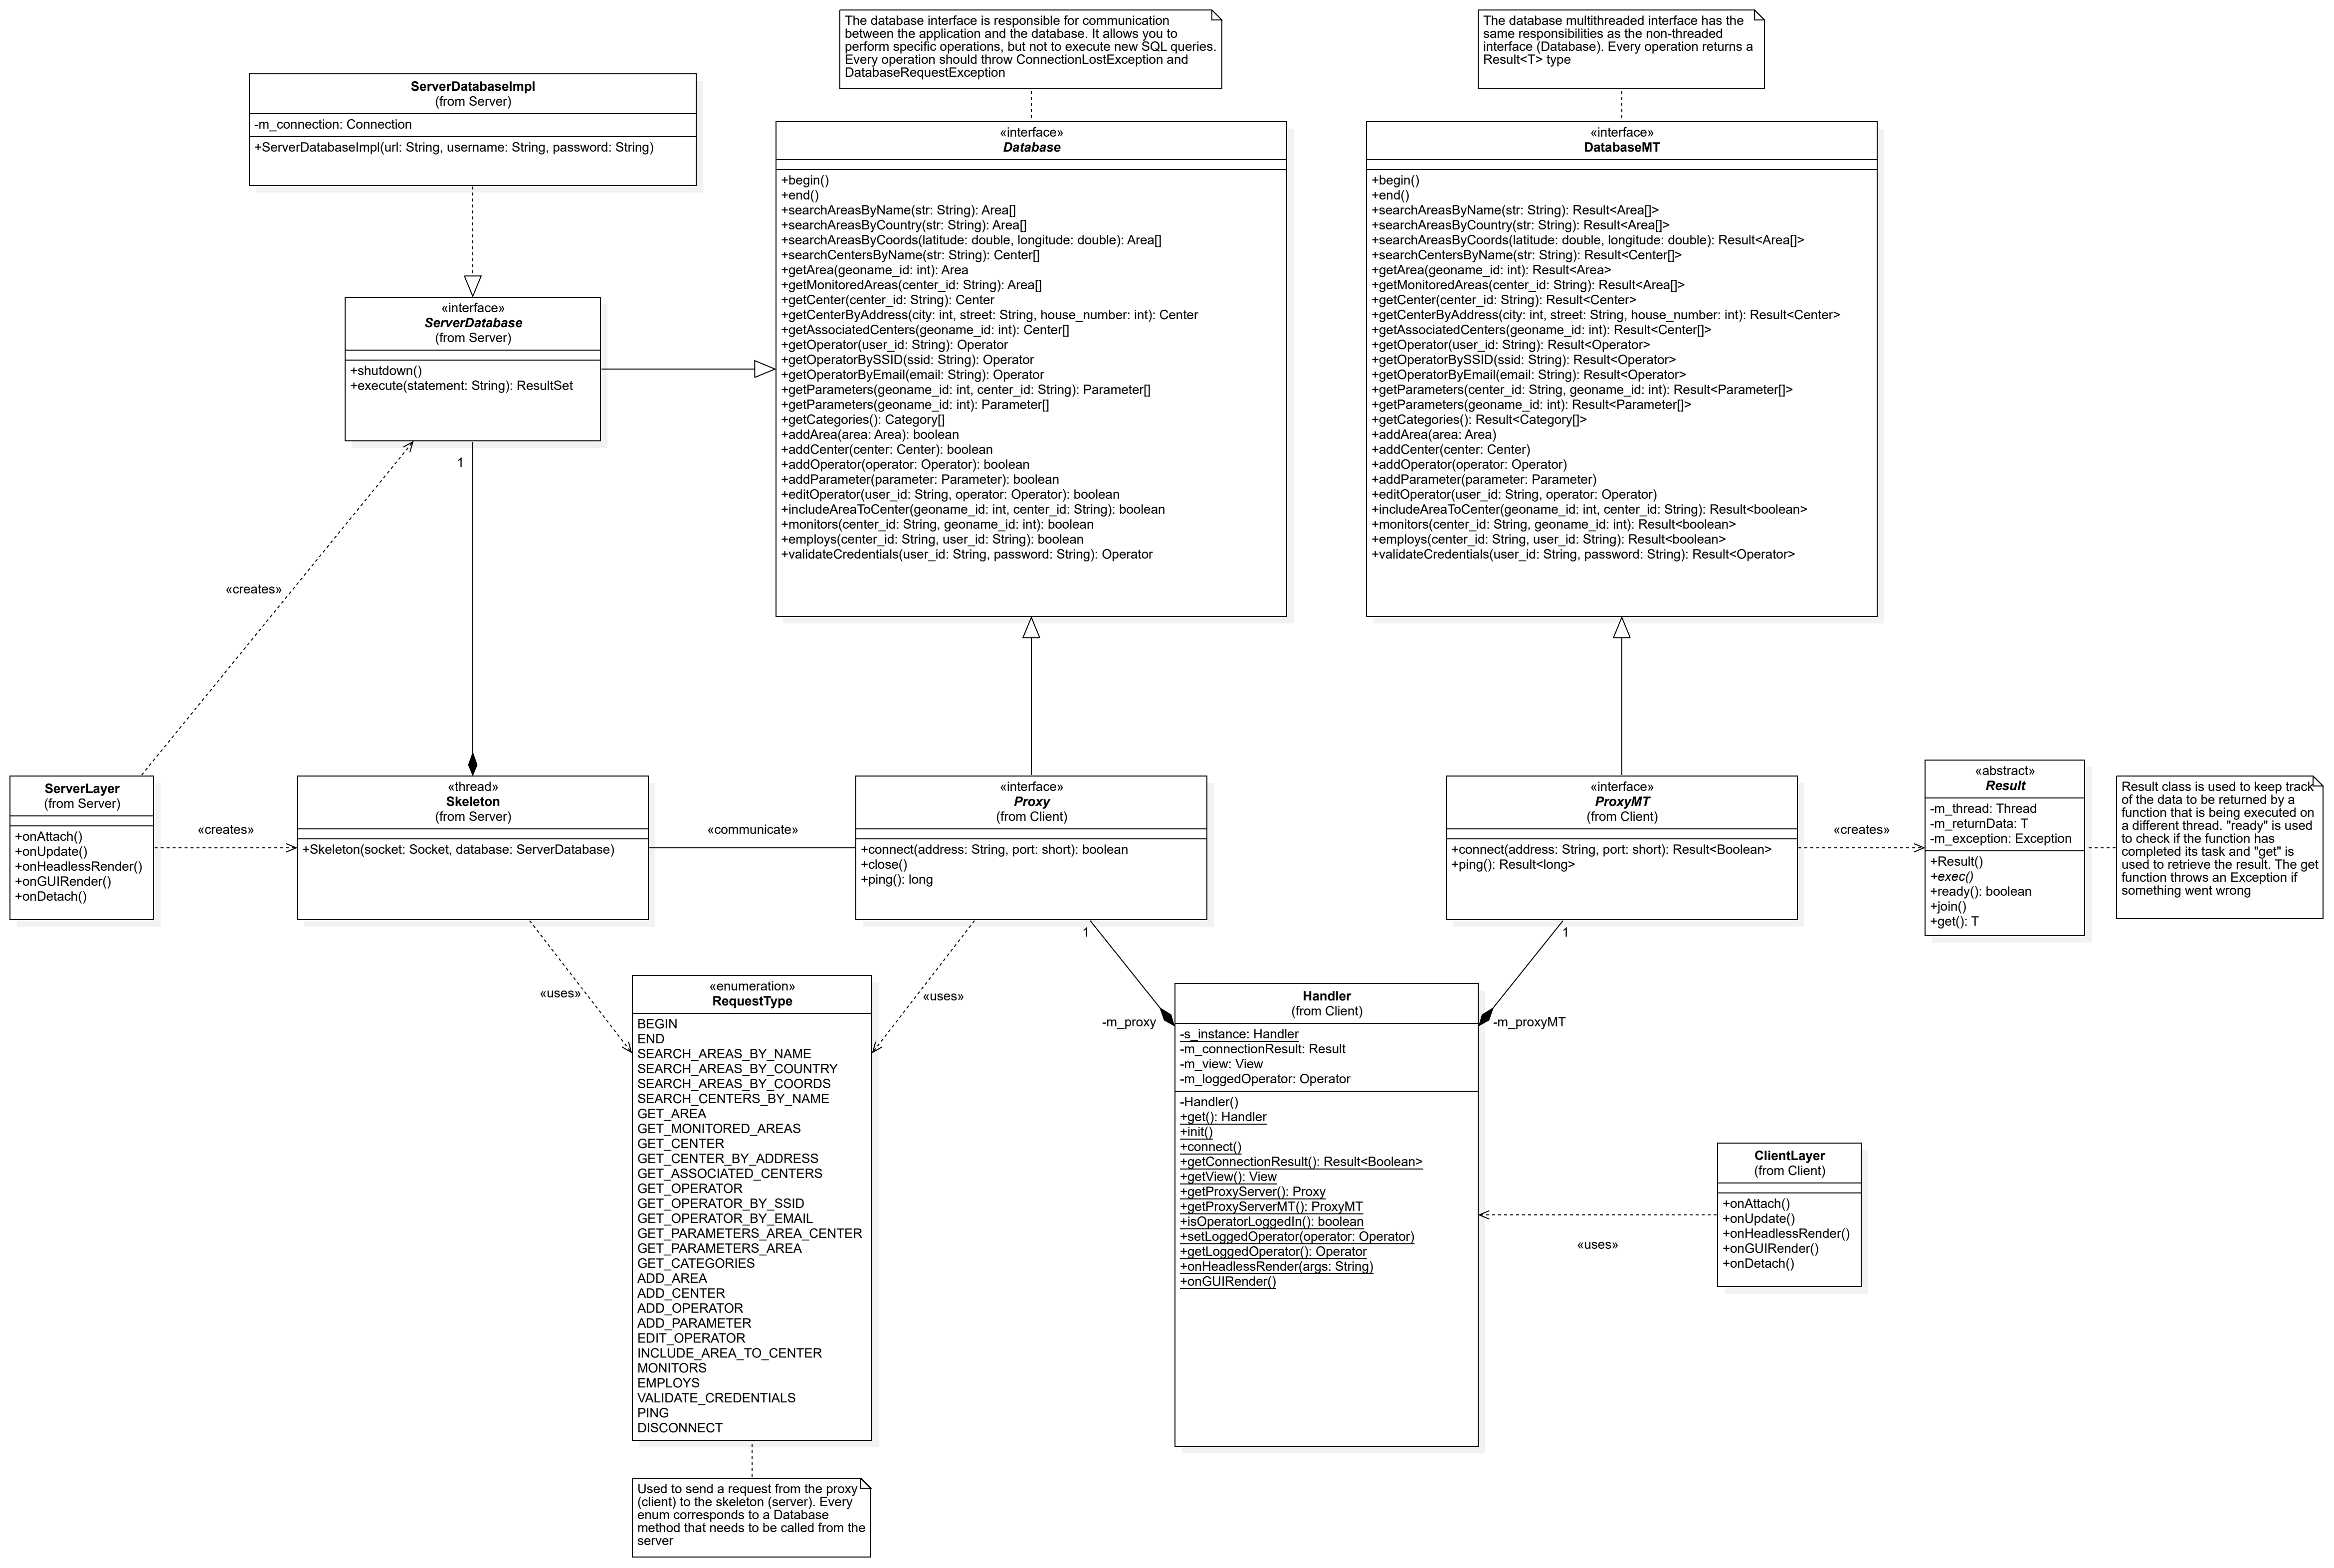 The database interface is responsible for communication
between the application and the database. It allows you to
perform specific operations, but not to execute new SQL queries.
Every operation should throw ConnectionLostException and
DatabaseRequestException
The database multithreaded interface has the
same responsibilities as the non-threaded
interface (Database). Every operation returns a
Result<T> type
ServerDatabaseImpl
(from Server)
-m_connection: Connection
+ServerDatabaseImpl(url: String, username: String, password: String)
«interface»
Database
+begin()
+end()
+searchAreasByName(str: String): Area[]
+searchAreasByCountry(str: String): Area[]
+searchAreasByCoords(latitude: double, longitude: double): Area[]
+searchCentersByName(str: String): Center[]
+getArea(geoname_id: int): Area
+getMonitoredAreas(center_id: String): Area[]
+getCenter(center_id: String): Center
+getCenterByAddress(city: int, street: String, house_number: int): Center
+getAssociatedCenters(geoname_id: int): Center[]
+getOperator(user_id: String): Operator
+getOperatorBySSID(ssid: String): Operator
+getOperatorByEmail(email: String): Operator
+getParameters(geoname_id: int, center_id: String): Parameter[]
+getParameters(geoname_id: int): Parameter[]
+getCategories(): Category[]
+addArea(area: Area): boolean
+addCenter(center: Center): boolean
+addOperator(operator: Operator): boolean
+addParameter(parameter: Parameter): boolean
+editOperator(user_id: String, operator: Operator): boolean
+includeAreaToCenter(geoname_id: int, center_id: String): boolean
+monitors(center_id: String, geoname_id: int): boolean
+employs(center_id: String, user_id: String): boolean
+validateCredentials(user_id: String, password: String): Operator
«interface»
DatabaseMT
+begin()
+end()
+searchAreasByName(str: String): Result<Area[]>
+searchAreasByCountry(str: String): Result<Area[]>
+searchAreasByCoords(latitude: double, longitude: double): Result<Area[]>
+searchCentersByName(str: String): Result<Center[]>
+getArea(geoname_id: int): Result<Area>
+getMonitoredAreas(center_id: String): Result<Area[]>
+getCenter(center_id: String): Result<Center>
+getCenterByAddress(city: int, street: String, house_number: int): Result<Center>
+getAssociatedCenters(geoname_id: int): Result<Center[]>
+getOperator(user_id: String): Result<Operator>
+getOperatorBySSID(ssid: String): Result<Operator>
+getOperatorByEmail(email: String): Result<Operator>
+getParameters(center_id: String, geoname_id: int): Result<Parameter[]>
+getParameters(geoname_id: int): Result<Parameter[]>
+getCategories(): Result<Category[]>
+addArea(area: Area)
+addCenter(center: Center)
+addOperator(operator: Operator)
+addParameter(parameter: Parameter)
+editOperator(user_id: String, operator: Operator)
+includeAreaToCenter(geoname_id: int, center_id: String): Result<boolean>
+monitors(center_id: String, geoname_id: int): Result<boolean>
+employs(center_id: String, user_id: String): Result<boolean>
+validateCredentials(user_id: String, password: String): Result<Operator>
«interface»
ServerDatabase
(from Server)
+shutdown()
+execute(statement: String): ResultSet
1
«creates»
ServerLayer
(from Server)
+onAttach()
+onUpdate()
+onHeadlessRender()
+onGUIRender()
+onDetach()
«creates»
«thread»
Skeleton
(from Server)
+Skeleton(socket: Socket, database: ServerDatabase)
«communicate»
«interface»
Proxy
(from Client)
+connect(address: String, port: short): boolean
+close()
+ping(): long
«interface»
ProxyMT
(from Client)
+connect(address: String, port: short): Result<Boolean>
+ping(): Result<long>
«creates»
«abstract»
Result
-m_thread: Thread
-m_returnData: T
-m_exception: Exception
+Result()
+exec()
+ready(): boolean
+join()
+get(): T
Result class is used to keep track
of the data to be returned by a
function that is being executed on
a different thread. "ready" is used
to check if the function has
completed its task and "get" is
used to retrieve the result. The get
function throws an Exception if
something went wrong
1
1
«uses»
«uses»
-m_proxy
-m_proxyMT
«enumeration»
RequestType
BEGIN
END
SEARCH_AREAS_BY_NAME
SEARCH_AREAS_BY_COUNTRY
SEARCH_AREAS_BY_COORDS
SEARCH_CENTERS_BY_NAME
GET_AREA
GET_MONITORED_AREAS
GET_CENTER
GET_CENTER_BY_ADDRESS
GET_ASSOCIATED_CENTERS
GET_OPERATOR
GET_OPERATOR_BY_SSID
GET_OPERATOR_BY_EMAIL
GET_PARAMETERS_AREA_CENTER
GET_PARAMETERS_AREA
GET_CATEGORIES
ADD_AREA
ADD_CENTER
ADD_OPERATOR
ADD_PARAMETER
EDIT_OPERATOR
INCLUDE_AREA_TO_CENTER
MONITORS
EMPLOYS
VALIDATE_CREDENTIALS
PING
DISCONNECT
Handler
(from Client)
-s_instance: Handler
-m_connectionResult: Result
-m_view: View
-m_loggedOperator: Operator
-Handler()
+get(): Handler
+init()
+connect()
+getConnectionResult(): Result<Boolean>
+getView(): View
+getProxyServer(): Proxy
+getProxyServerMT(): ProxyMT
+isOperatorLoggedIn(): boolean
+setLoggedOperator(operator: Operator)
+getLoggedOperator(): Operator
+onHeadlessRender(args: String)
+onGUIRender()
«uses»
ClientLayer
(from Client)
+onAttach()
+onUpdate()
+onHeadlessRender()
+onGUIRender()
+onDetach()
Used to send a request from the proxy
(client) to the skeleton (server). Every
enum corresponds to a Database
method that needs to be called from the
server